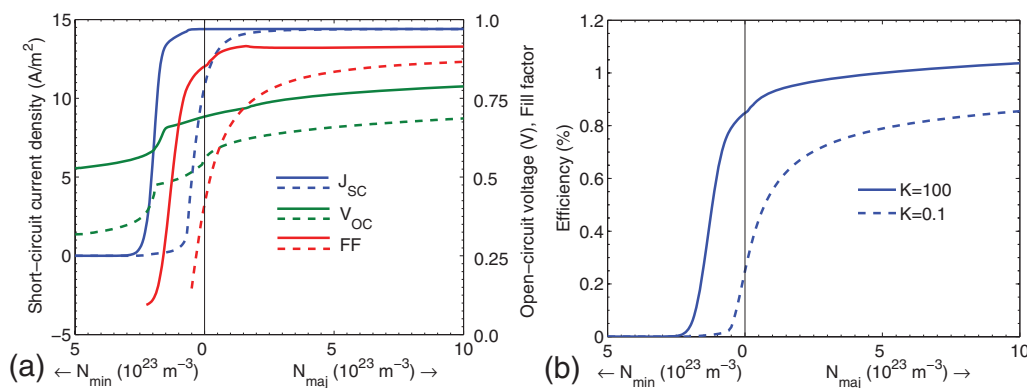 15
10
5
0
−5
Short−circuit current density (A/m²)
1.0
0.75
0.5
0.25
0.0
Open−circuit voltage (V), Fill factor
J_SC
V_OC
FF
5 0 5 10
← N_min (10²³ m⁻³) N_maj (10²³ m⁻³) →
(a)
1.2
1
0.8
0.6
0.4
0.2
0
Efficiency (%)
K=100
K=0.1
5 0 5 10
← N_min (10²³ m⁻³) N_maj (10²³ m⁻³) →
(b)